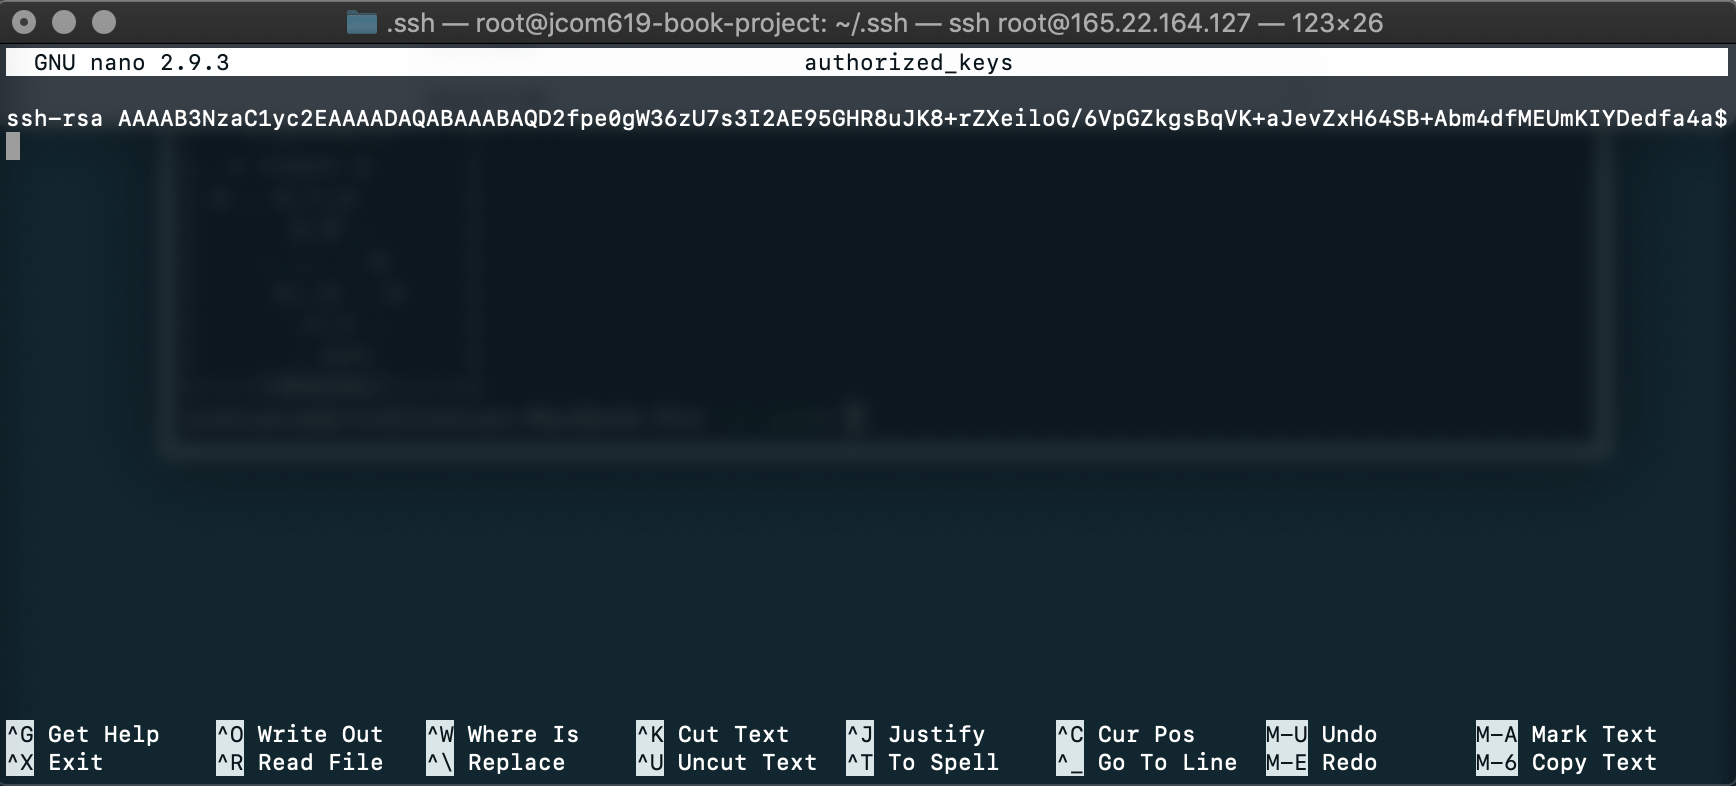 .ssh — root@jcom619-book-project: ~/.ssh — ssh root@165.22.164.127 — 123×26
GNU nano 2.9.3 authorized_keys
ssh-rsa AAAAB3NzaC1yc2EAAAADAQABAAABAQD2fpe0gW36zU7s3I2AE95GHR8uJK8+rZXeiloG/6VpGZkgsBqVK+aJevZxH64SB+Abm4dfMEUmKIYDedfa4a$
^G Get Help ^O Write Out ^W Where Is ^K Cut Text ^J Justify ^C Cur Pos M-U Undo M-A Mark Text
^X Exit ^R Read File ^\ Replace ^U Uncut Text ^T To Spell ^_ Go To Line M-E Redo M-6 Copy Text